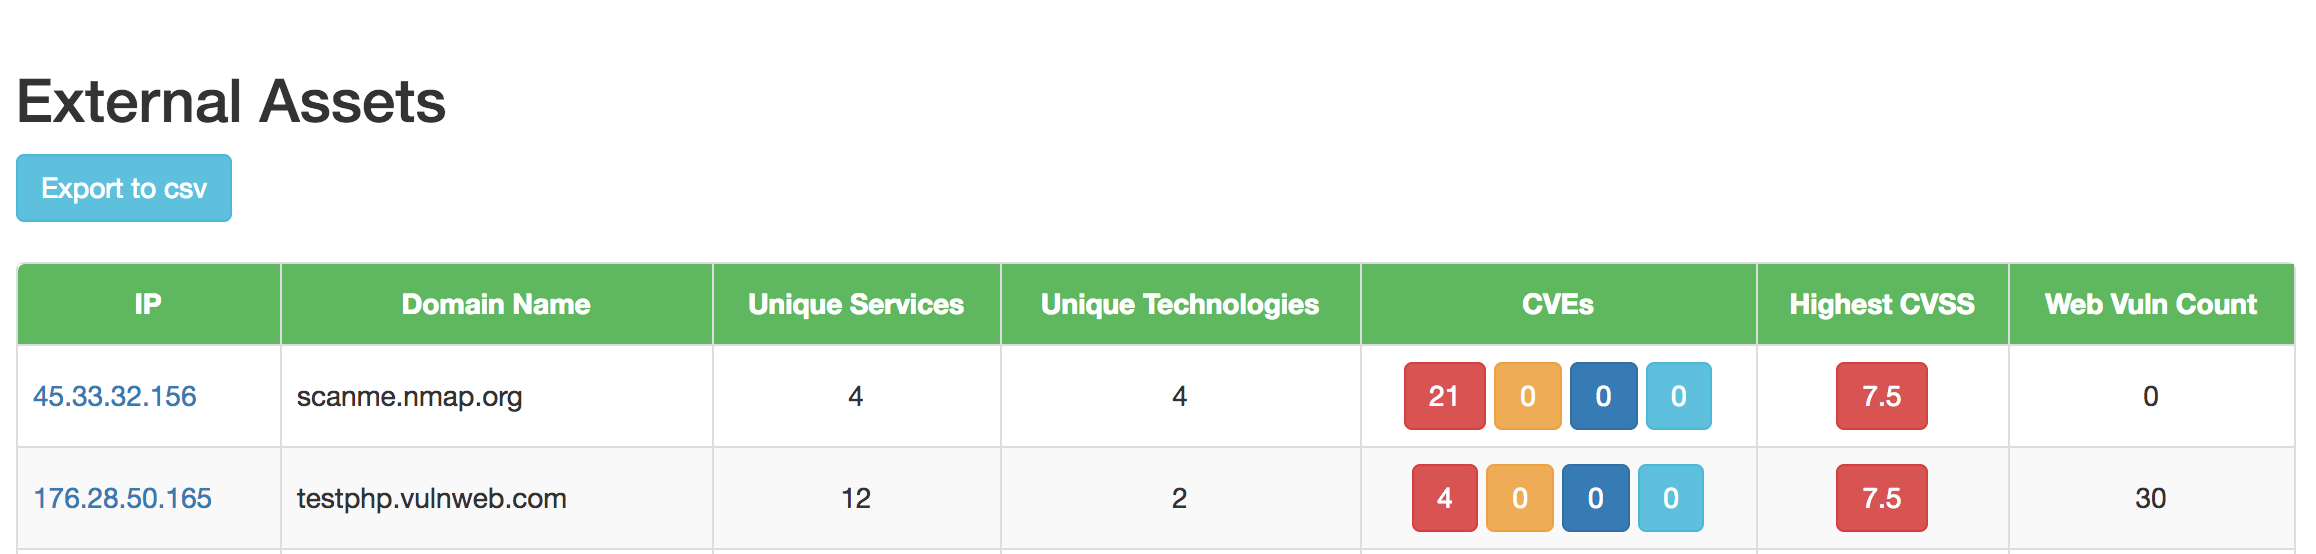 External Assets
Export to csv
IP Domain Name Unique Services Unique Technologies CVEs Highest CVSS Web Vuln Count
45.33.32.156 scanme.nmap.org 4 4 21 0 0 0 7.5 0
176.28.50.165 testphp.vulnweb.com 12 2 4 0 0 0 7.5 30